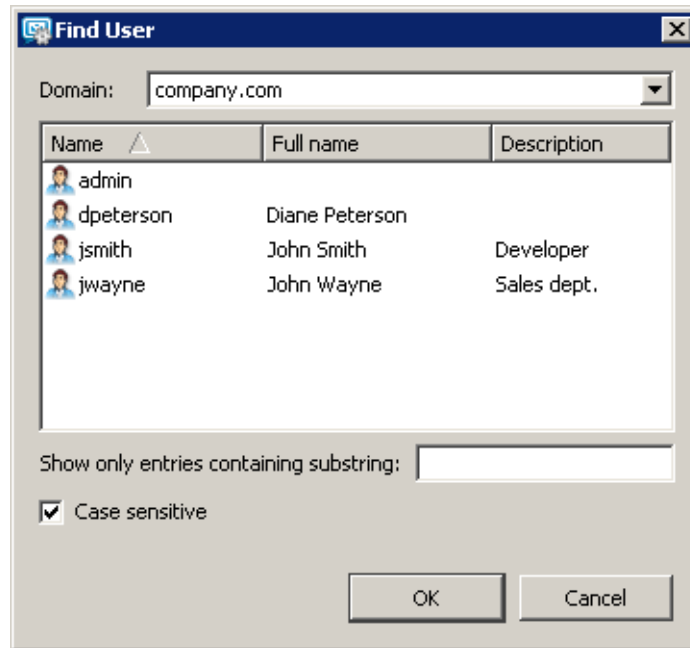 Find User
Domain: company.com
Name Full name Description
admin
dpeterson Diane Peterson
jsmith John Smith Developer
jwayne John Wayne Sales dept.
Show only entries containing substring:
Case sensitive
OK Cancel